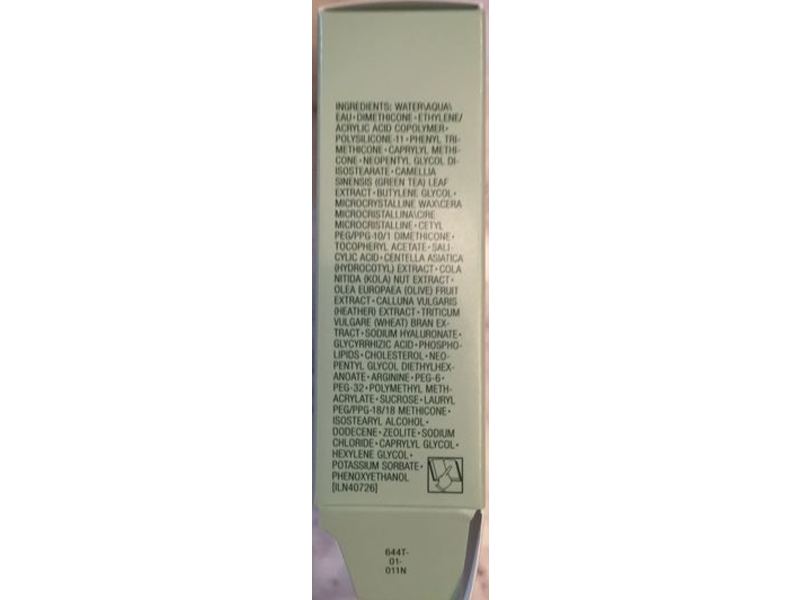 INGREDIENTS: WATER\AQUA\
EAU • DIMETHICONE • ETHYLENE/
ACRYLIC ACID COPOLYMER •
POLYSILICONE-11 • PHENYL TRI-
METHICONE • CAPRYLYL METHI-
CONE • NEOPENTYL GLYCOL DI-
ISOSTEARATE • CAMELLIA
SINENSIS (GREEN TEA) LEAF
EXTRACT • BUTYLENE GLYCOL •
MICROCRYSTALLINE WAX\CERA
MICROCRISTALLINA\CIRE
MICROCRISTALLINE • CETYL
PEG/PPG-10/1 DIMETHICONE •
TOCOPHERYL ACETATE • SALI-
CYLIC ACID • CENTELLA ASIATICA
(HYDROCOTYL) EXTRACT • COLA
NITIDA (KOLA) NUT EXTRACT •
OLEA EUROPAEA (OLIVE) FRUIT
EXTRACT • CALLUNA VULGARIS
(HEATHER) EXTRACT • TRITICUM
VULGARE (WHEAT) BRAN EX-
TRACT • SODIUM HYALURONATE •
GLYCYRRHIZIC ACID • PHOSPHO-
LIPIDS • CHOLESTEROL • NEO-
PENTYL GLYCOL DIETHYLHEX-
ANOATE • ARGININE • PEG-6 •
PEG-32 • POLYMETHYL METH-
ACRYLATE • SUCROSE • LAURYL
PEG/PPG-18/18 METHICONE •
ISOSTEARYL ALCOHOL •
DODECENE • ZEOLITE • SODIUM
CHLORIDE • CAPRYLYL GLYCOL •
HEXYLENE GLYCOL •
POTASSIUM SORBATE •
PHENOXYETHANOL
[ILN40726]
644T-
01-
011N